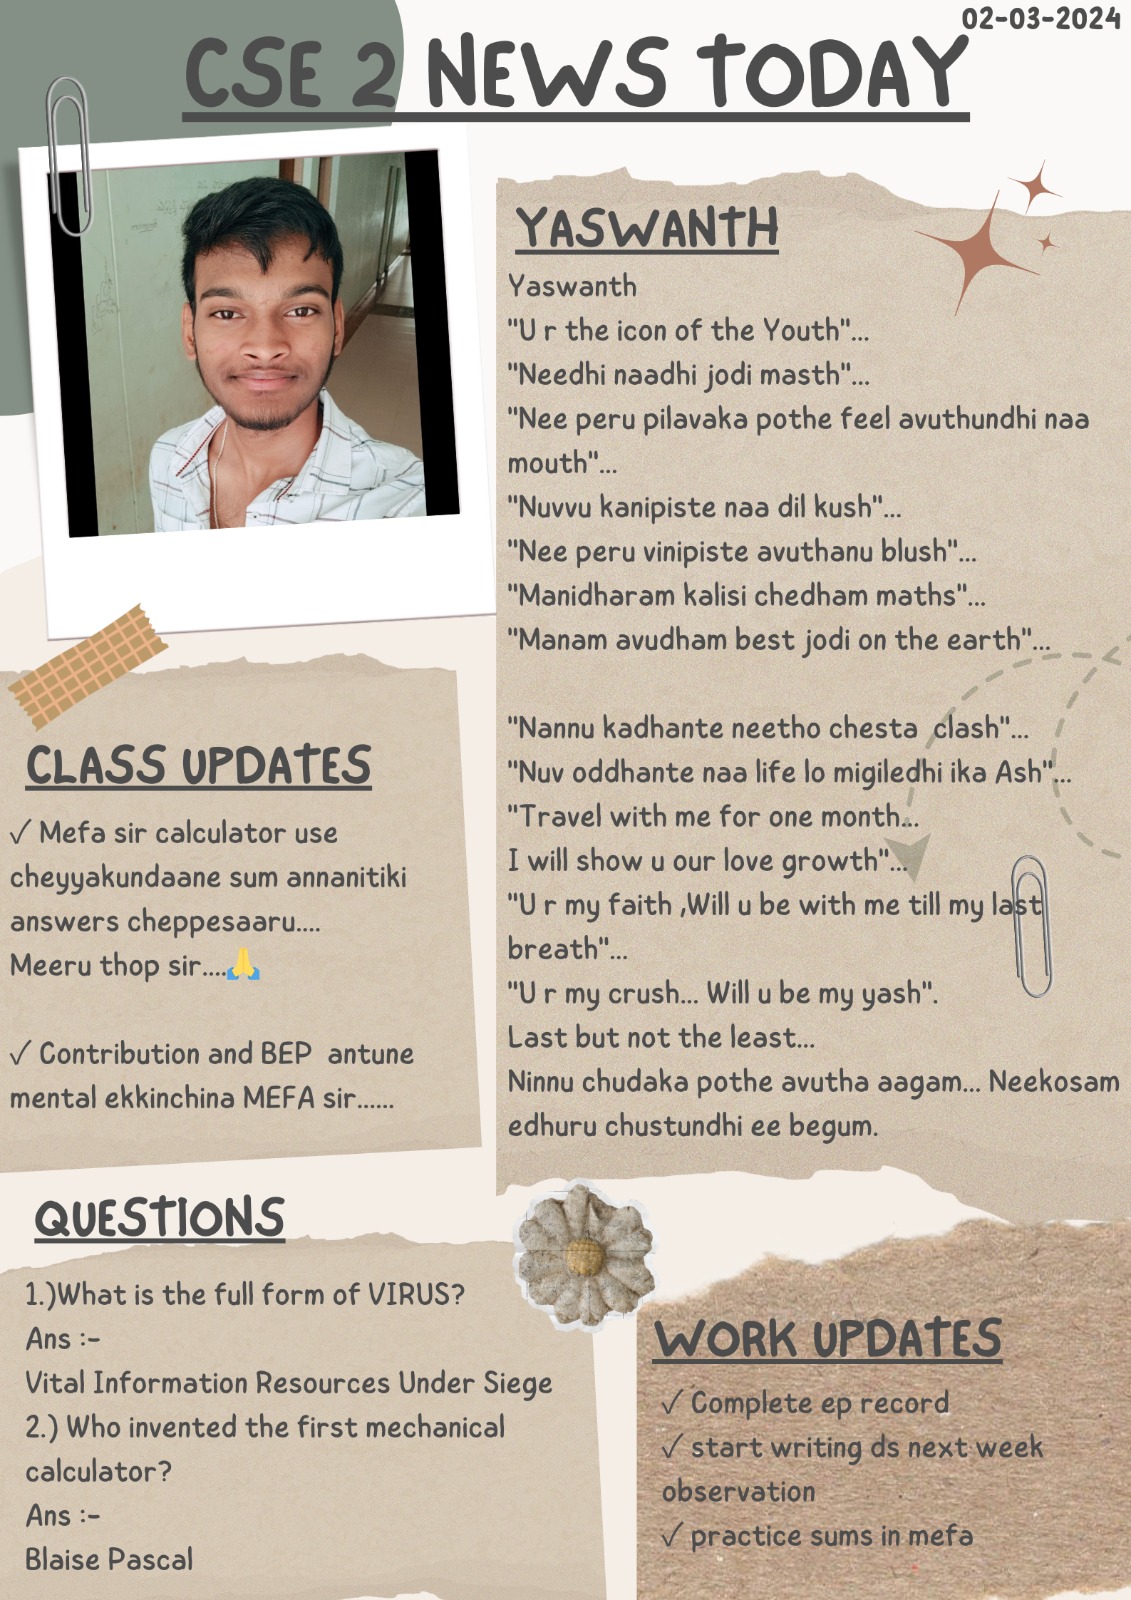 02-03-2024
CSE 2 NEWS TODAY
YASWANTH
Yaswanth
"U r the icon of the Youth"...
"Needhi naadhi jodi masth"...
"Nee peru pilavaka pothe feel avuthundhi naa
mouth"...
"Nuvvu kanipiste naa dil kush"...
"Nee peru vinipiste avuthanu blush"...
"Manidharam kalisi chedham maths"...
"Manam avudham best jodi on the earth"...
"Nannu kadhante neetho chesta  clash"...
"Nuv oddhante naa life lo migiledhi ika Ash"...
"Travel with me for one month...
I will show u our love growth"...
"U r my faith ,Will u be with me till my last
breath"...
"U r my crush... Will u be my yash".
Last but not the least...
Ninnu chudaka pothe avutha aagam... Neekosam
edhuru chustundhi ee begum.
CLASS UPDATES
✓ Mefa sir calculator use
cheyyakundaane sum annanitiki
answers cheppesaaru....
Meeru thop sir....🙏
✓ Contribution and BEP  antune
mental ekkinchina MEFA sir......
QUESTIONS
1.)What is the full form of VIRUS?
Ans :-
Vital Information Resources Under Siege
2.) Who invented the first mechanical
calculator?
Ans :-
Blaise Pascal
WORK UPDATES
✓ Complete ep record
✓ start writing ds next week
observation
✓ practice sums in mefa